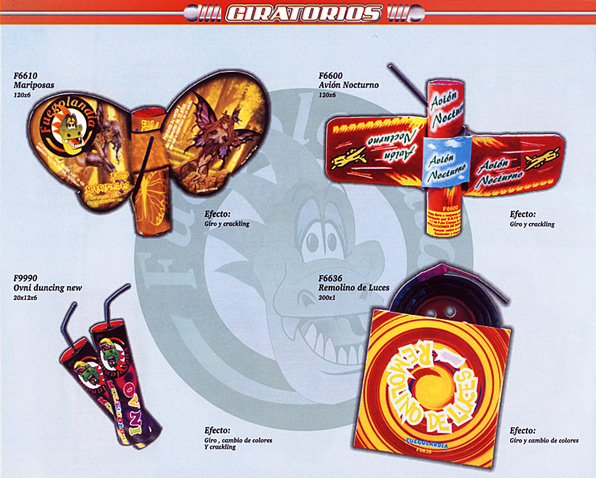 GIRATORIOS
F6610
Mariposas
120x6
Fuegolandia
Efecto:
Giro y crackling
F6600
Avión Nocturno
120x6
Avión
Nocturno
Avión
Nocturno
Avión
Nocturno
Avión
Nocturno
F6600
Efecto:
Giro y crackling
F9990
Ovni duncing new
20x12x6
OVNI
Efecto:
Giro , cambio de colores
Y crackling
F6636
Remolino de Luces
200x1
REMOLINO DE LUCES
FUEGOLANDIA
F6636
Efecto:
Giro y cambio de colores